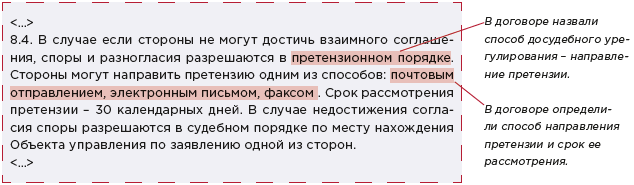 <...>
8.4. В случае если стороны не могут достичь взаимного соглаше-
ния, споры и разногласия разрешаются в претензионном порядке.
Стороны могут направить претензию одним из способов: почтовым
отправлением, электронным письмом, факсом . Срок рассмотрения
претензии – 30 календарных дней. В случае недостижения согла-
сия споры разрешаются в судебном порядке по месту нахождения
Объекта управления по заявлению одной из сторон.
<...>
В договоре назвали
способ досудебного уре-
гулирования – направле-
ние претензии.
В договоре определи-
ли способ направления
претензии и срок ее
рассмотрения.